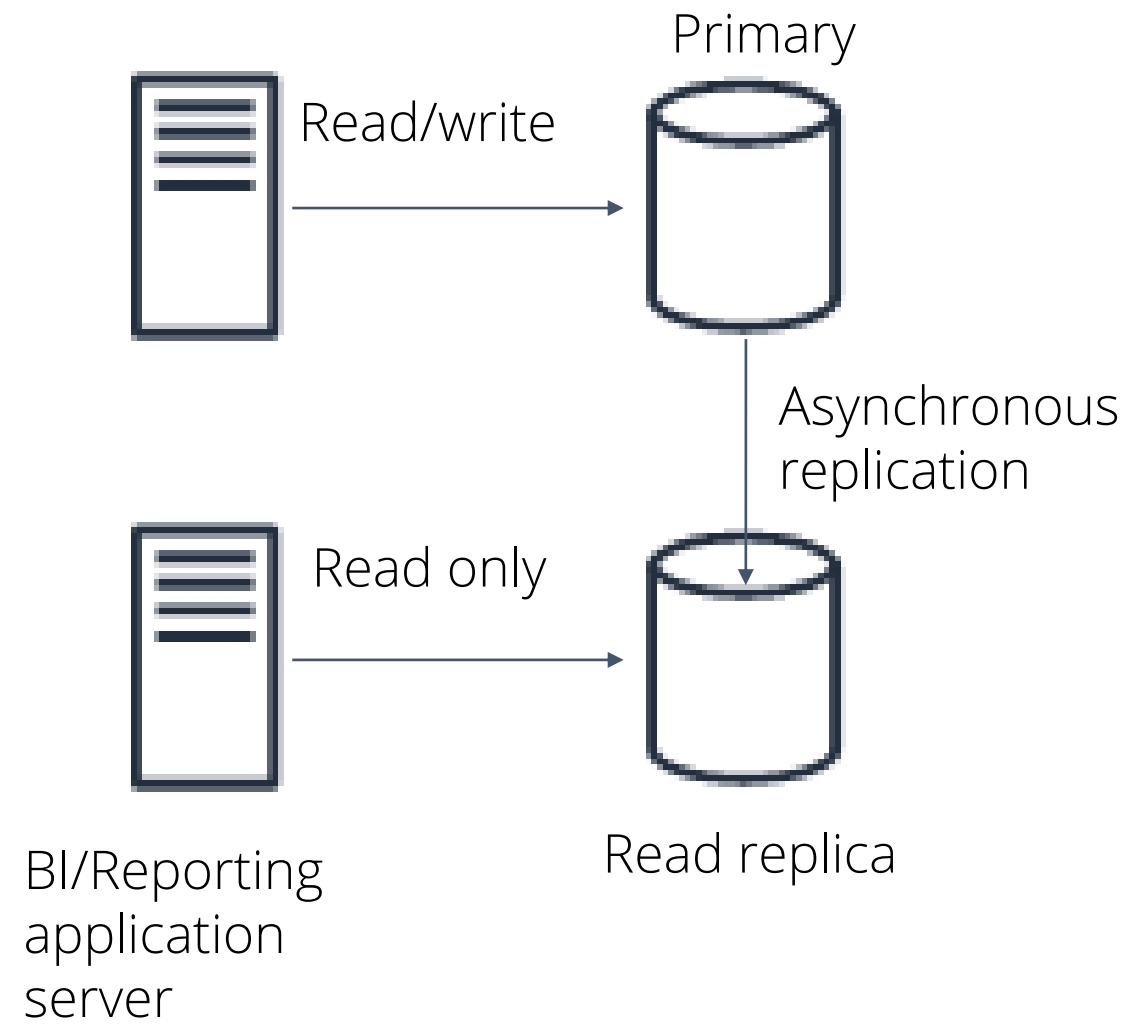 Primary
Read/write
Asynchronous
replication
Read only
Read replica
BI/Reporting
application
server